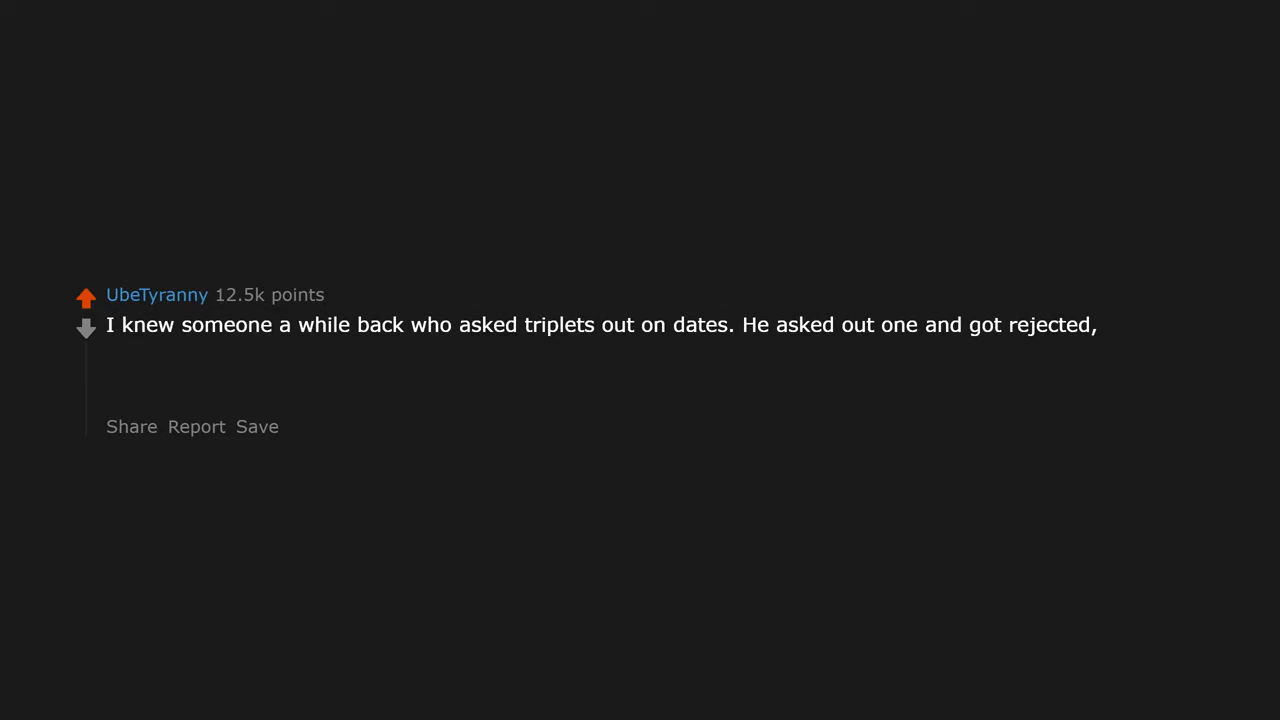 UbeTyranny 12.5k points
I knew someone a while back who asked triplets out on dates. He asked out one and got rejected,
Share Report Save